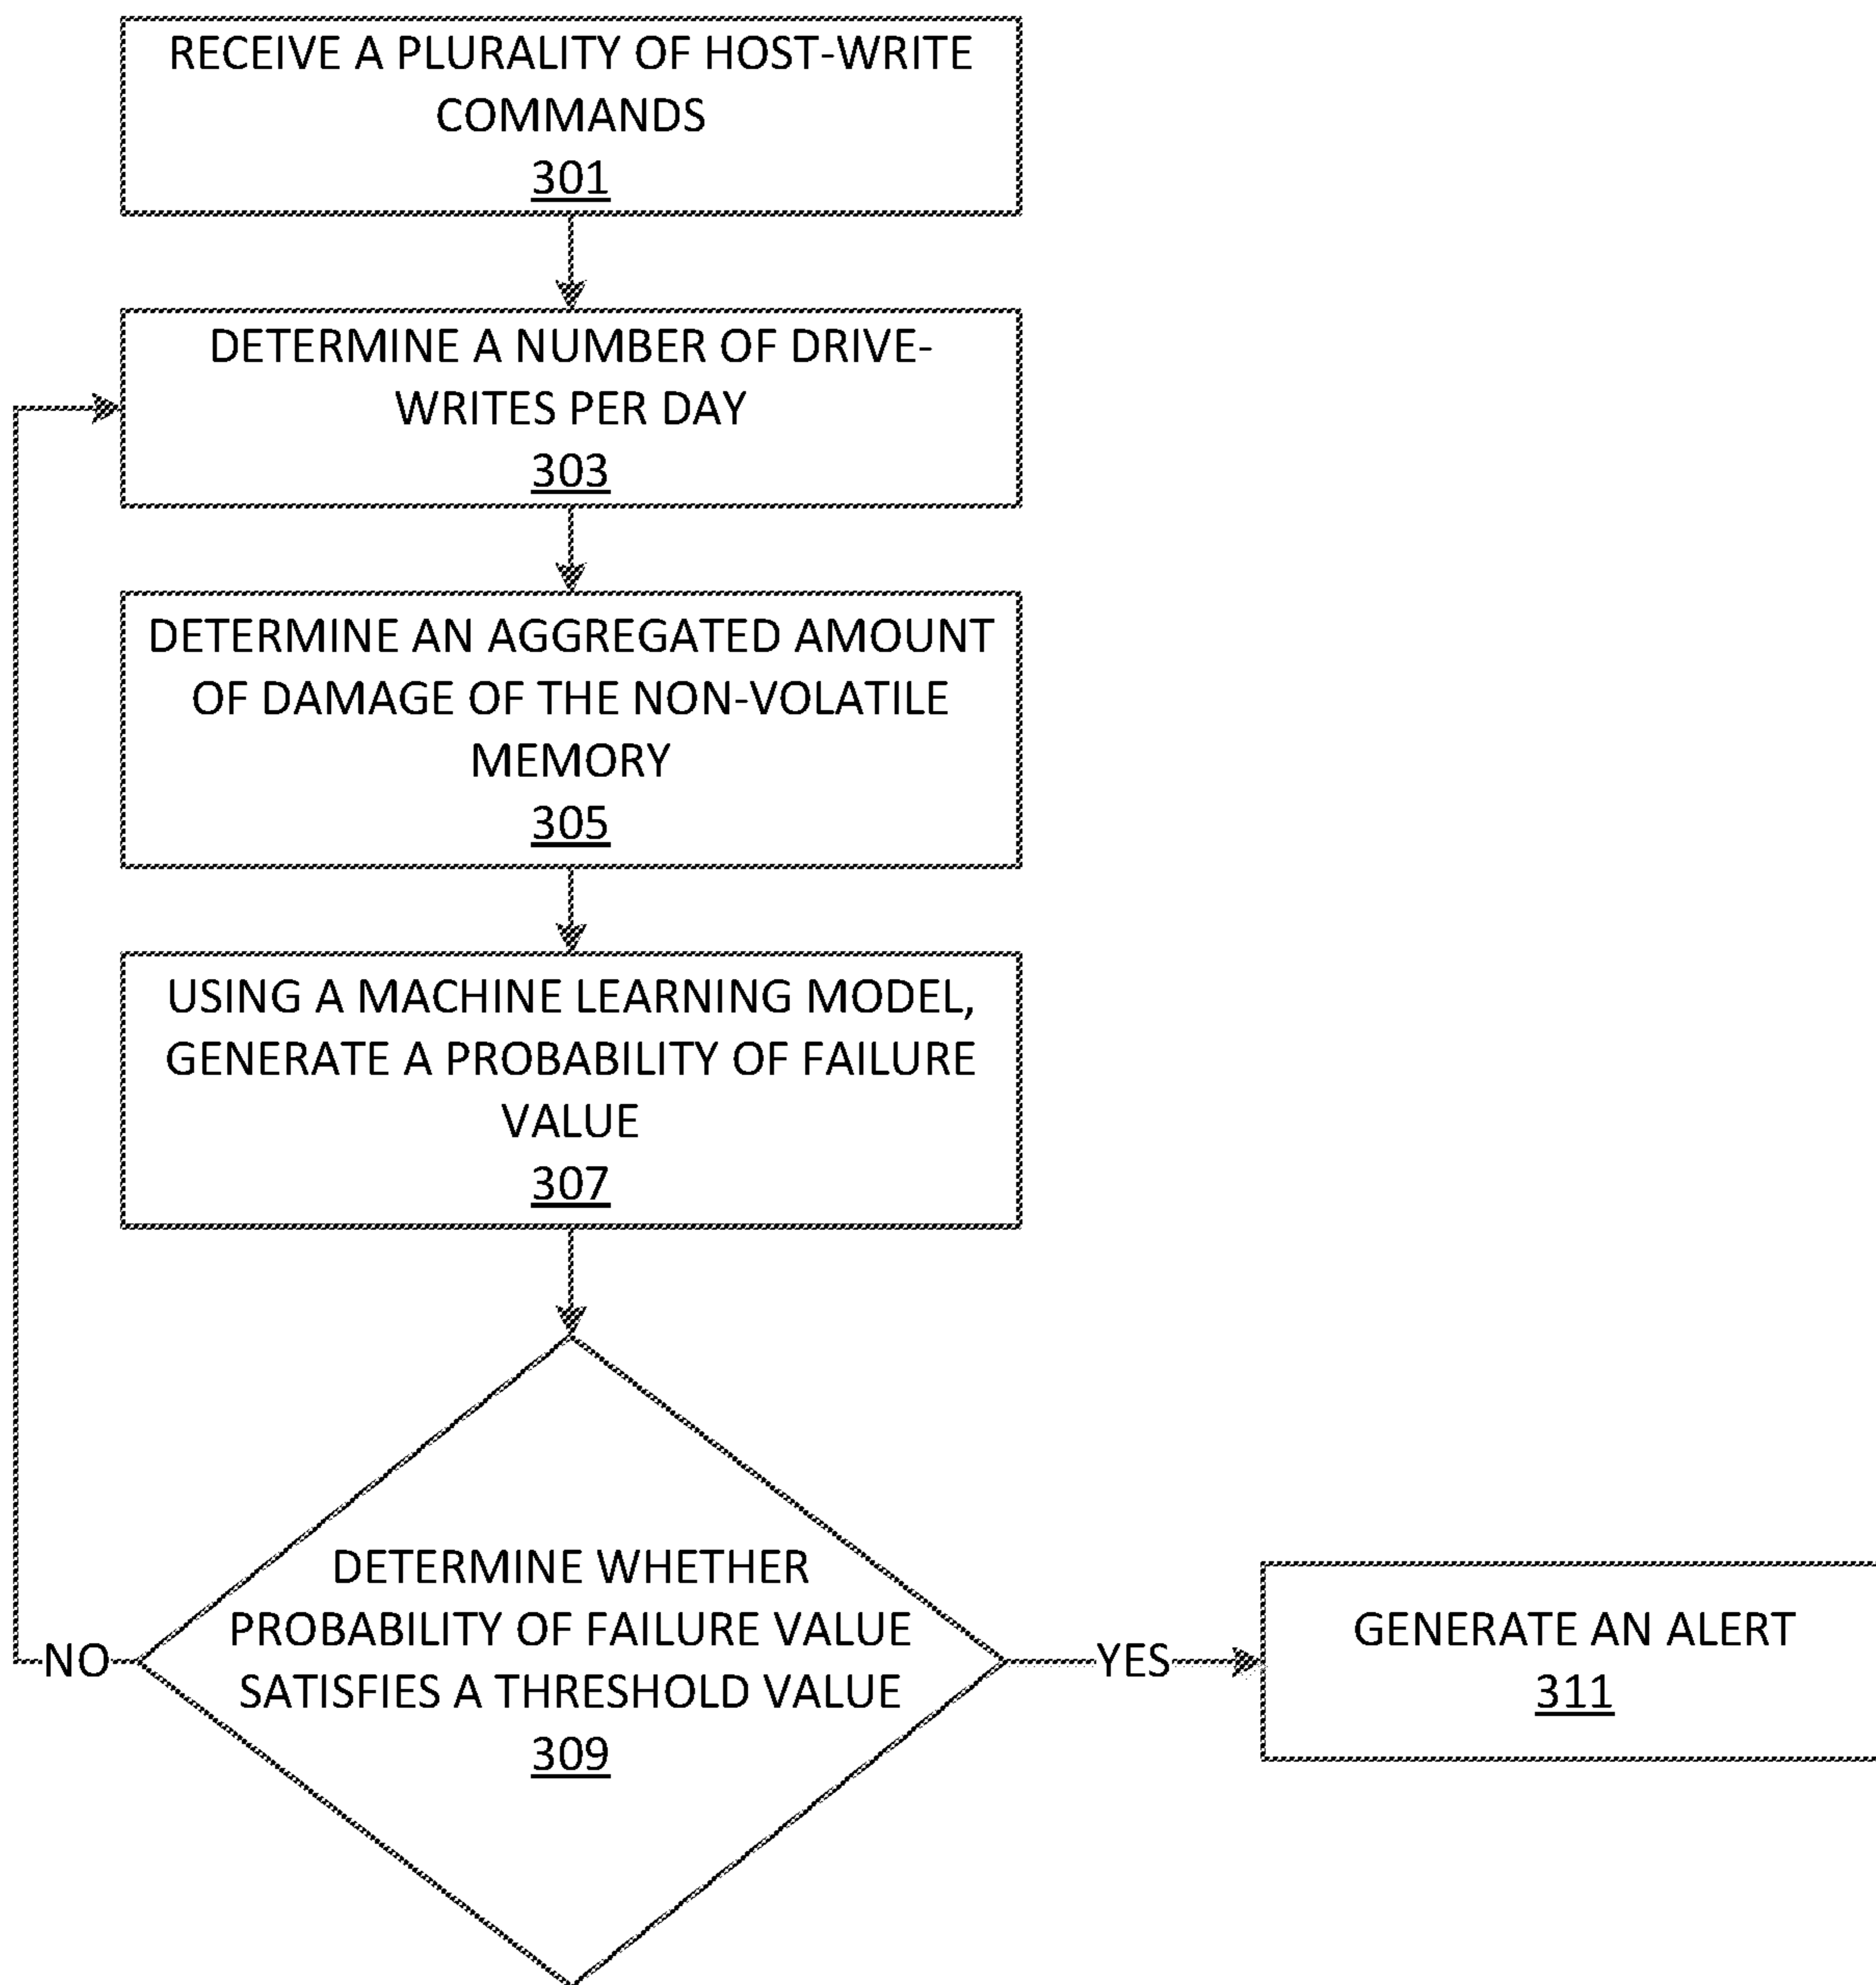 RECEIVE A PLURALITY OF HOST-WRITE
COMMANDS
301
DETERMINE A NUMBER OF DRIVE-
WRITES PER DAY
303
DETERMINE AN AGGREGATED AMOUNT
OF DAMAGE OF THE NON-VOLATILE
MEMORY
305
USING A MACHINE LEARNING MODEL,
GENERATE A PROBABILITY OF FAILURE
VALUE
307
DETERMINE WHETHER
PROBABILITY OF FAILURE VALUE
SATISFIES A THRESHOLD VALUE
309
NO
YES
GENERATE AN ALERT
311